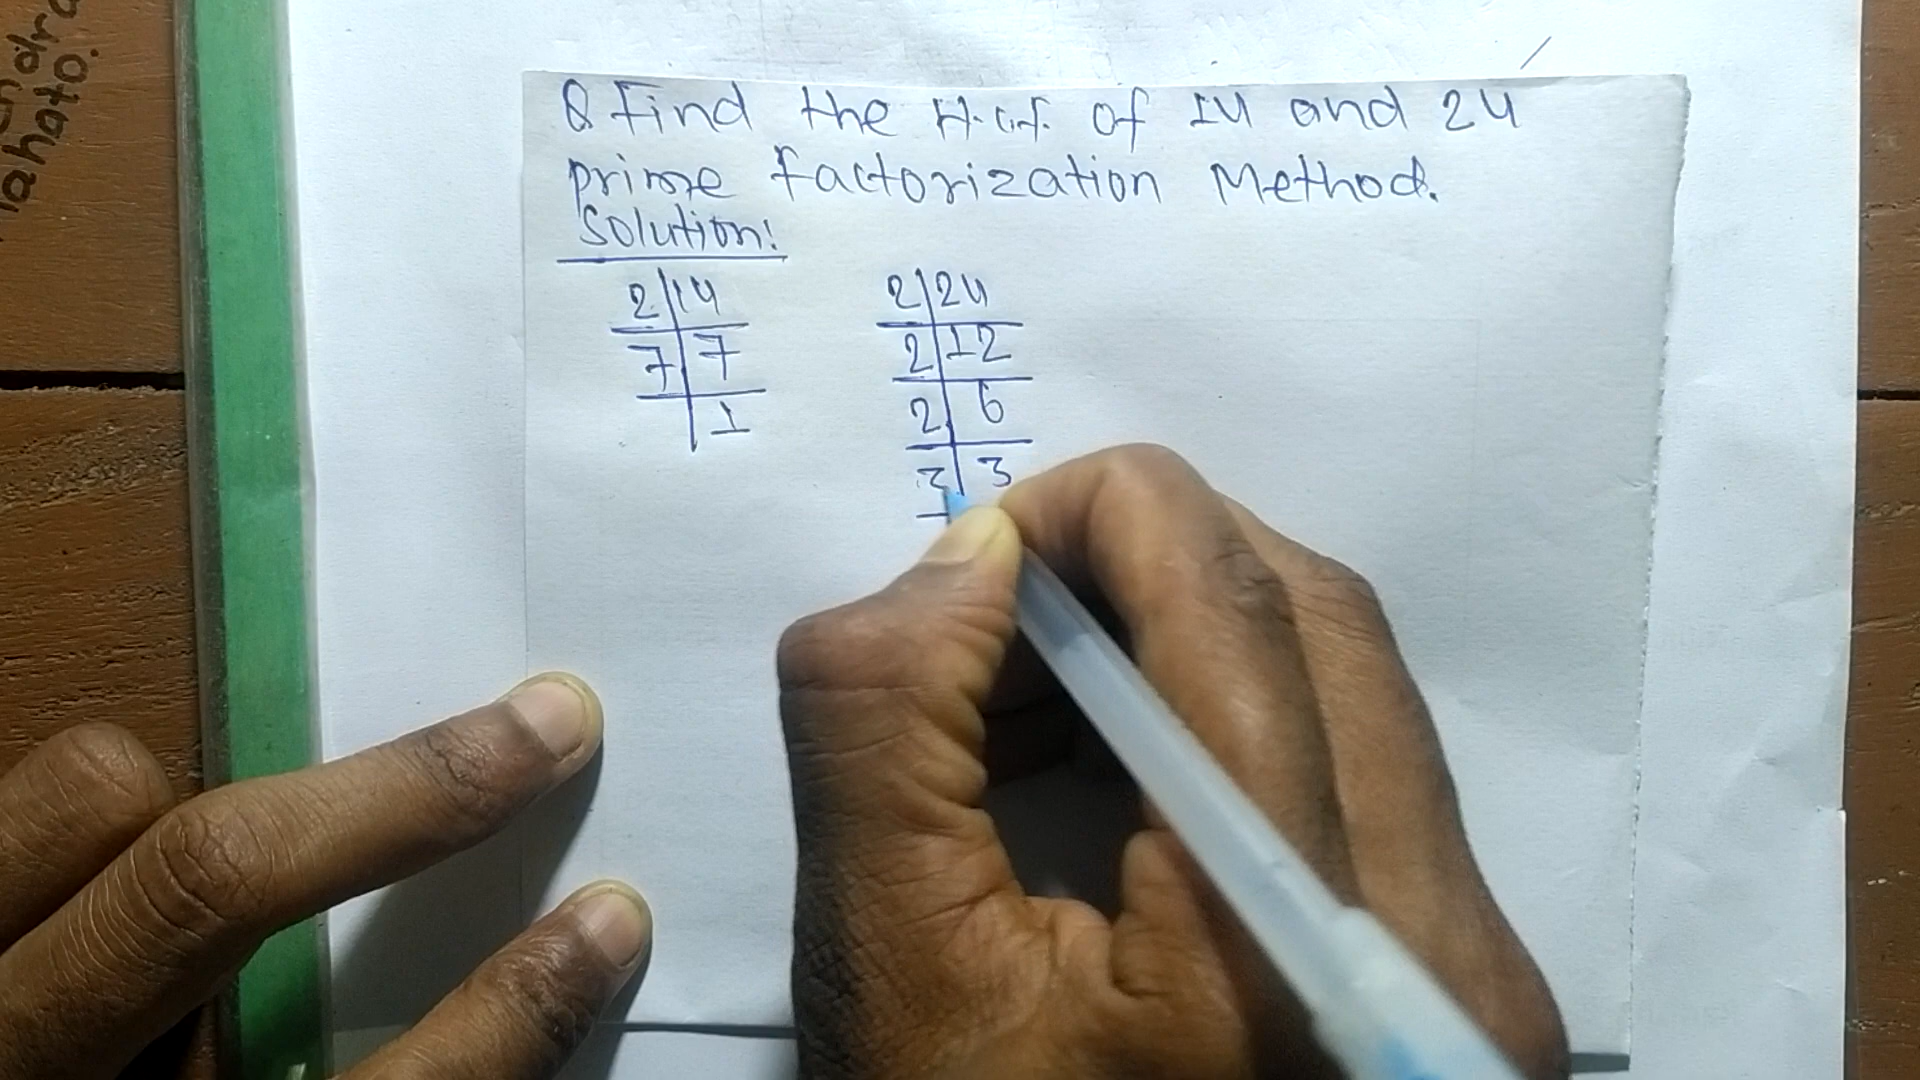 Q Find the H.C.F. of 14 and 24
prime factorization Method.
Solution:
2 14
7 7
1
2 24
2 12
2 6
3 3
ahato.